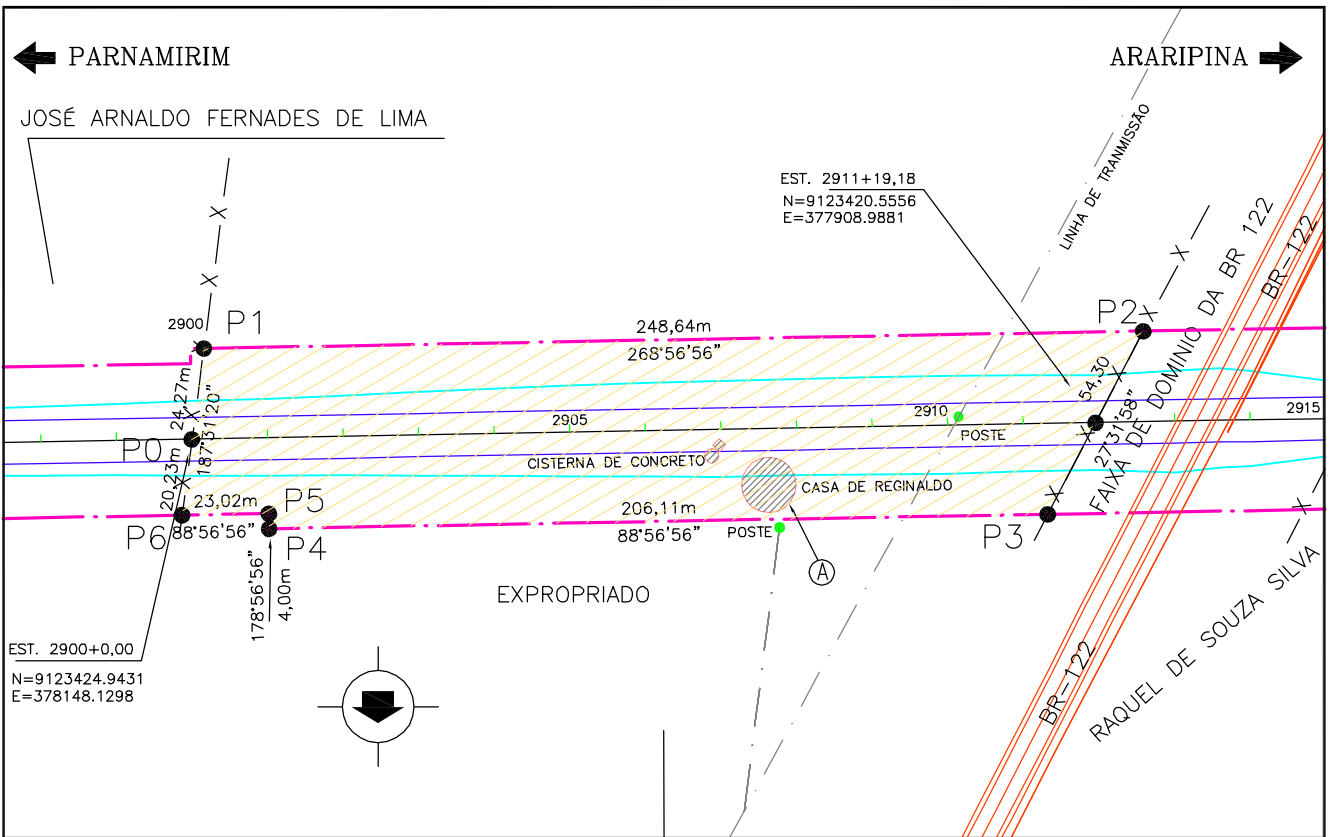 PARNAMIRIM
ARARIPINA
JOSÉ ARNALDO FERNADES DE LIMA
LINHA DE TRANMISSÃO
EST. 2911+19,18
N=9123420.5556
E=377908.9881
FAIXA DE DOMINIO DA BR 122
BR-122
2900
P1
248,64m
268°56'56"
P2
54,30
27°31'58"
24,27m
187°31'20"
2905
2910
2915
POSTE
P0
CISTERNA DE CONCRETO
CASA DE REGINALDO
20,23m
23,02m
P5
206,11m
P6
88°56'56"
P4
88°56'56"
POSTE
P3
A
178°56'56"
4,00m
EXPROPRIADO
EST. 2900+0,00
N=9123424.9431
E=378148.1298
BR-122
RAQUEL DE SOUZA SILVA